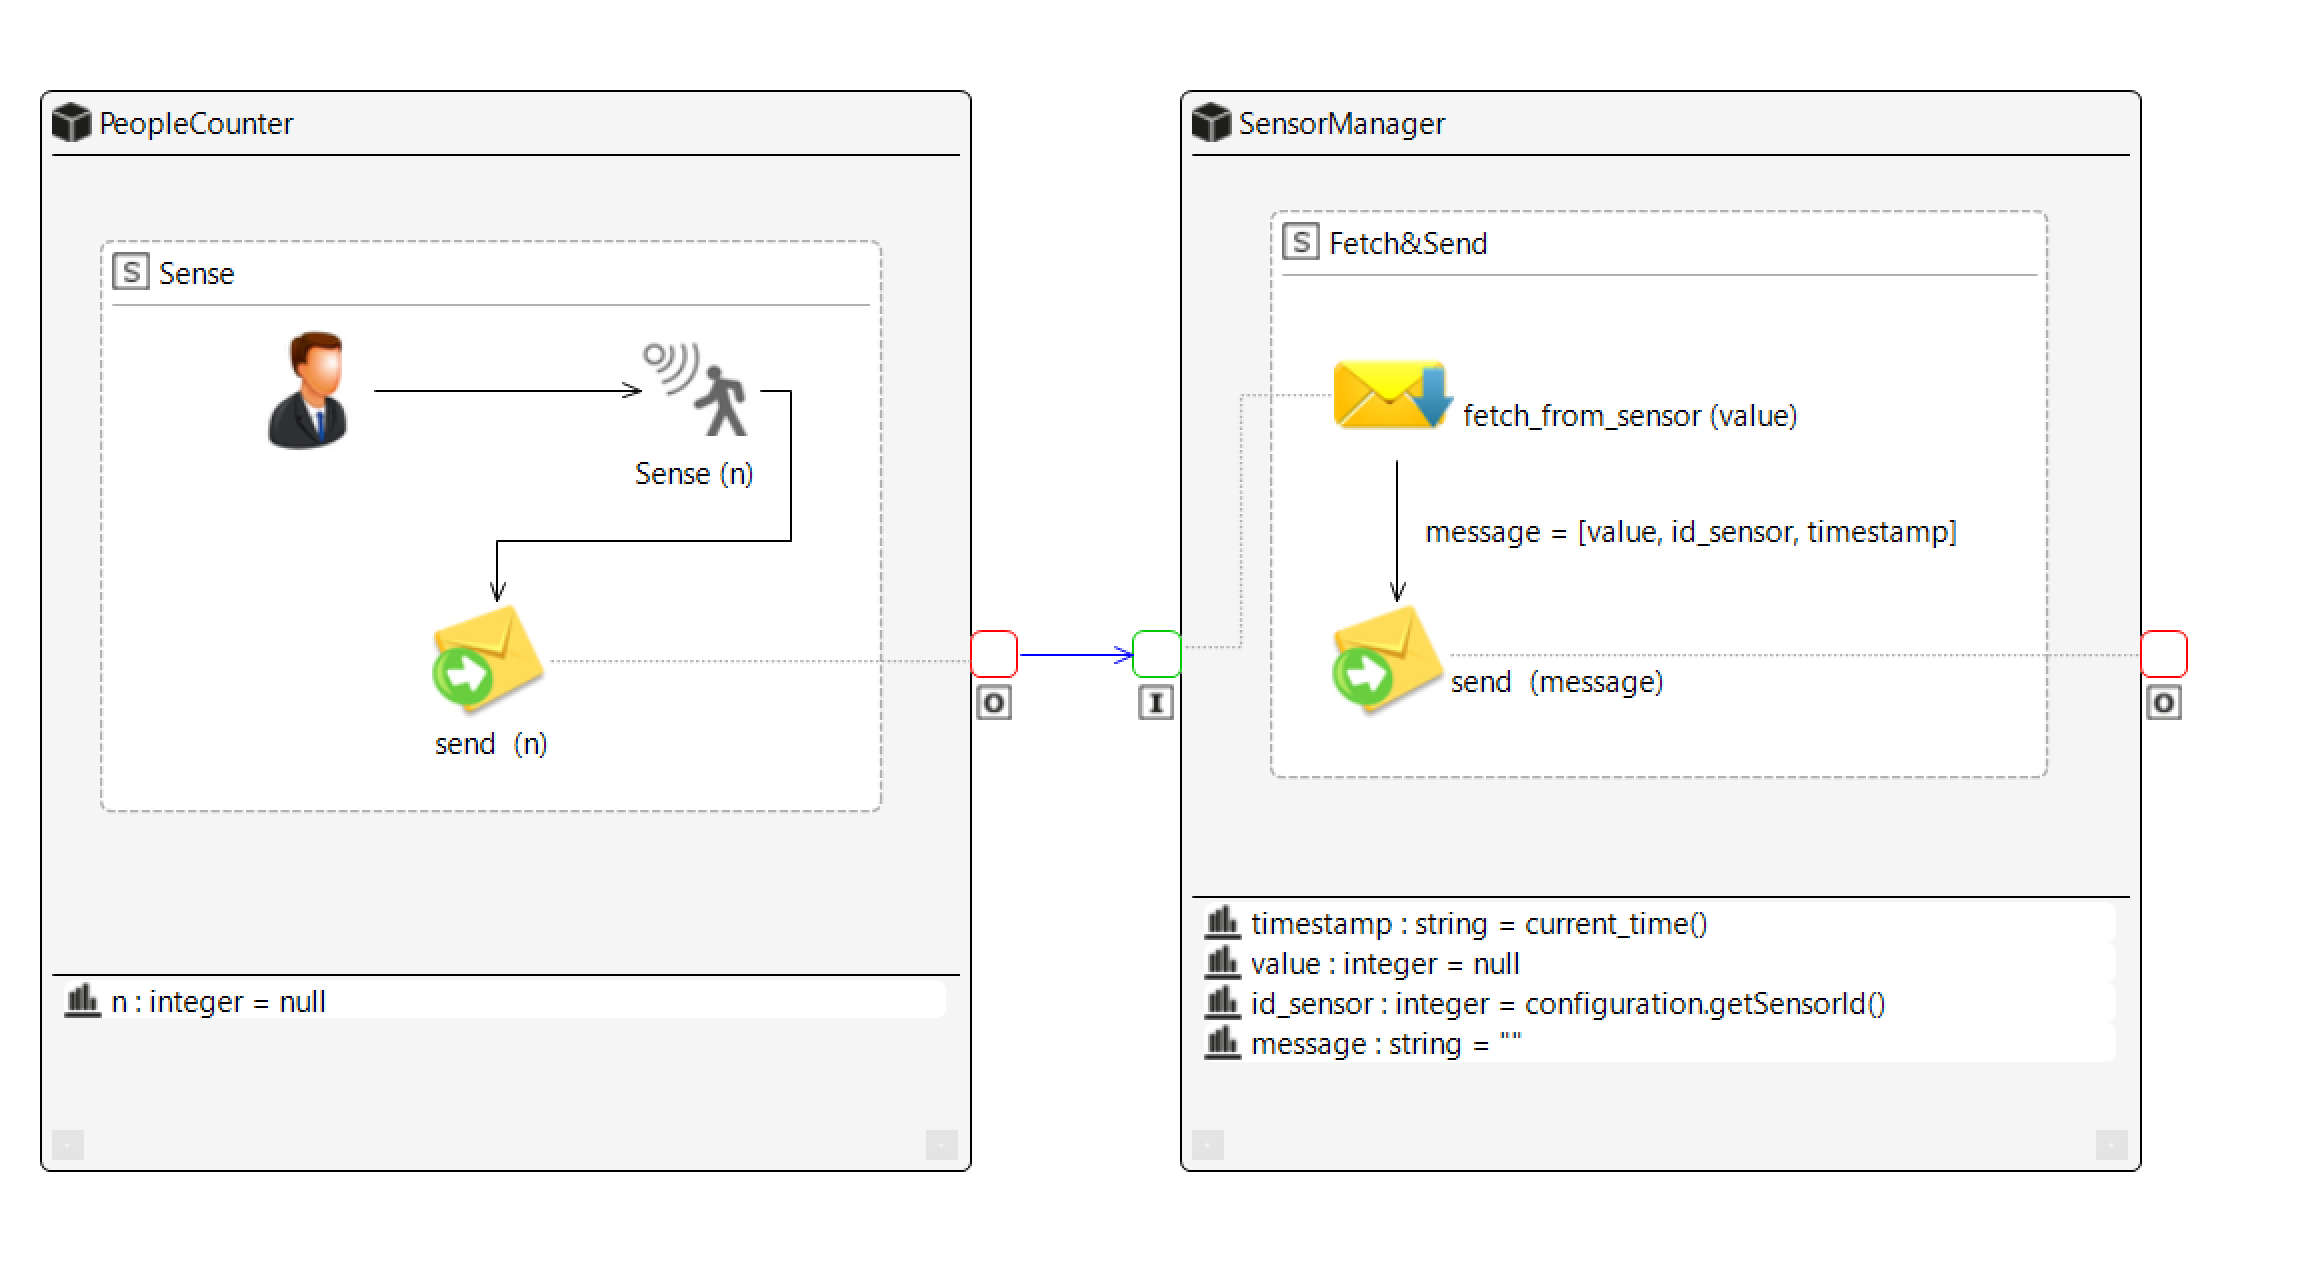 PeopleCounter
S Sense
Sense (n)
send (n)
O
n : integer = null
I
SensorManager
S Fetch&Send
fetch_from_sensor (value)
message = [value, id_sensor, timestamp]
send (message)
O
timestamp : string = current_time()
value : integer = null
id_sensor : integer = configuration.getSensorId()
message : string = ""